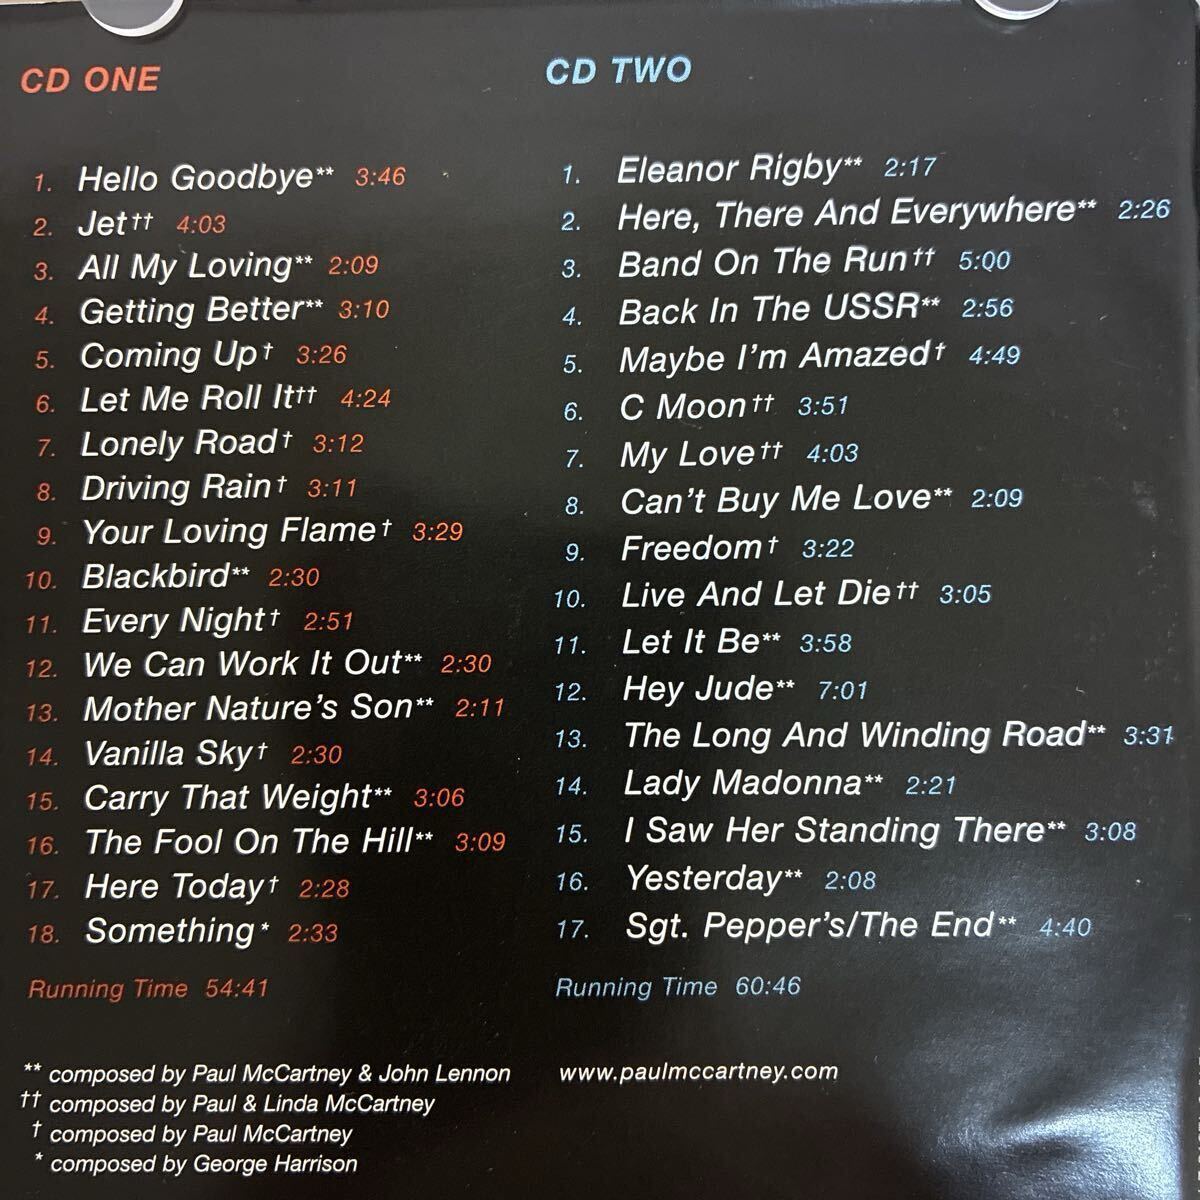 CD ONE
1. Hello Goodbye** 3:46
2. Jet†† 4:03
3. All My Loving** 2:09
4. Getting Better** 3:10
5. Coming Up† 3:26
6. Let Me Roll It†† 4:24
7. Lonely Road† 3:12
8. Driving Rain† 3:11
9. Your Loving Flame† 3:29
10. Blackbird** 2:30
11. Every Night† 2:51
12. We Can Work It Out** 2:30
13. Mother Nature's Son** 2:11
14. Vanilla Sky† 2:30
15. Carry That Weight** 3:06
16. The Fool On The Hill** 3:09
17. Here Today† 2:28
18. Something* 2:33
Running Time 54:41
CD TWO
1. Eleanor Rigby** 2:17
2. Here, There And Everywhere** 2:26
3. Band On The Run†† 5:00
4. Back In The USSR** 2:56
5. Maybe I'm Amazed† 4:49
6. C Moon†† 3:51
7. My Love†† 4:03
8. Can't Buy Me Love** 2:09
9. Freedom† 3:22
10. Live And Let Die†† 3:05
11. Let It Be** 3:58
12. Hey Jude** 7:01
13. The Long And Winding Road** 3:31
14. Lady Madonna** 2:21
15. I Saw Her Standing There** 3:08
16. Yesterday** 2:08
17. Sgt. Pepper's/The End** 4:40
Running Time 60:46
** composed by Paul McCartney & John Lennon
†† composed by Paul & Linda McCartney
† composed by Paul McCartney
* composed by George Harrison
www.paulmccartney.com